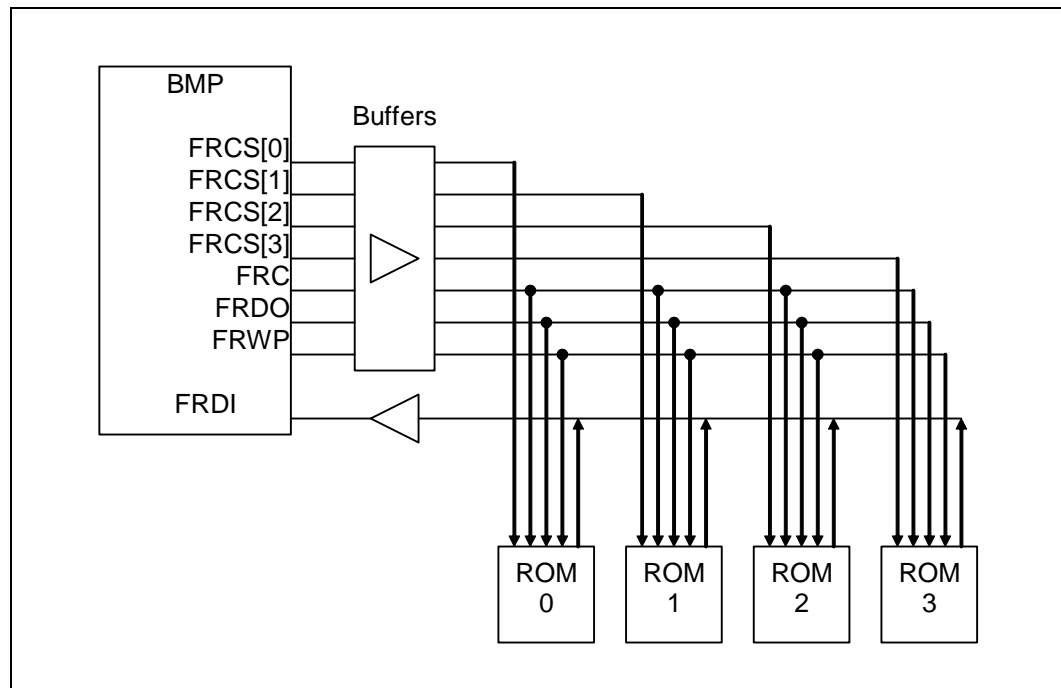 BMP
Buffers
FRCS[0]
FRCS[1]
FRCS[2]
FRCS[3]
FRC
FRDO
FRWP
FRDI
ROM
0
ROM
1
ROM
2
ROM
3